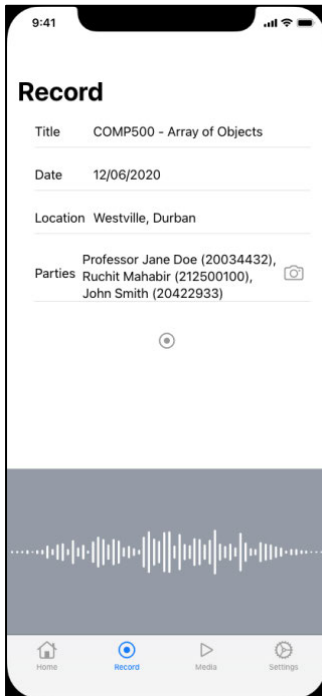 9:41
Record
Title COMP500 - Array of Objects
Date 12/06/2020
Location Westville, Durban
Parties Professor Jane Doe (20034432),
Ruchit Mahabir (212500100),
John Smith (20422933)
Home Record Media Settings